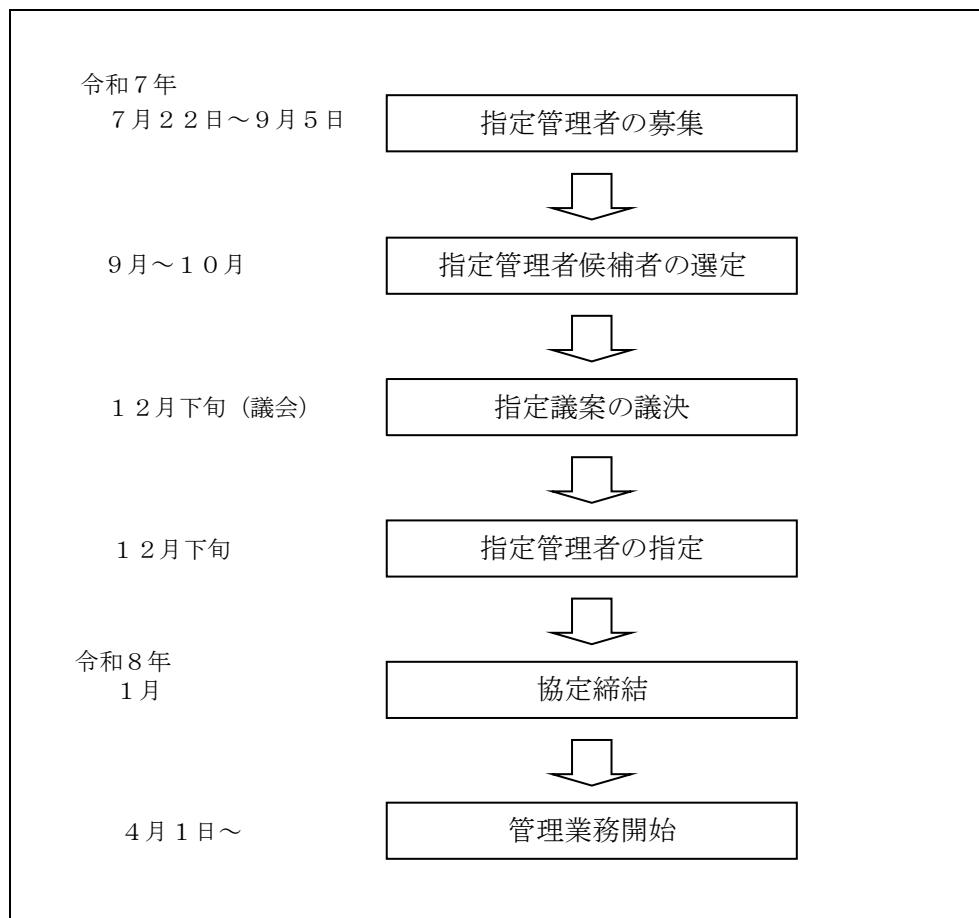 令和７年
７月２２日～９月５日
指定管理者の募集
９月～１０月
指定管理者候補者の選定
１２月下旬（議会）
指定議案の議決
１２月下旬
指定管理者の指定
令和８年
１月
協定締結
４月１日～
管理業務開始